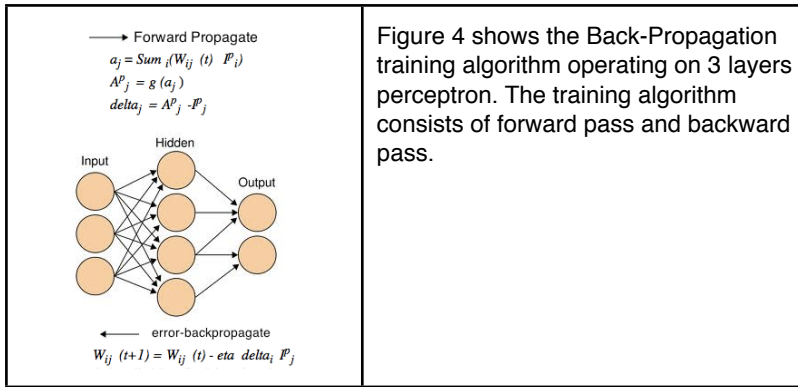 Forward Propagate
a_j = Sum _i(W_ij (t) I^p_i)
A^p_j = g (a_j )
delta_j = A^p_j -I^p_j
Hidden
Input
Output
error-backpropagate
W_ij (t+1) = W_ij (t) - eta delta_i I^p_j
Figure 4 shows the Back-Propagation
training algorithm operating on 3 layers
perceptron. The training algorithm
consists of forward pass and backward
pass.